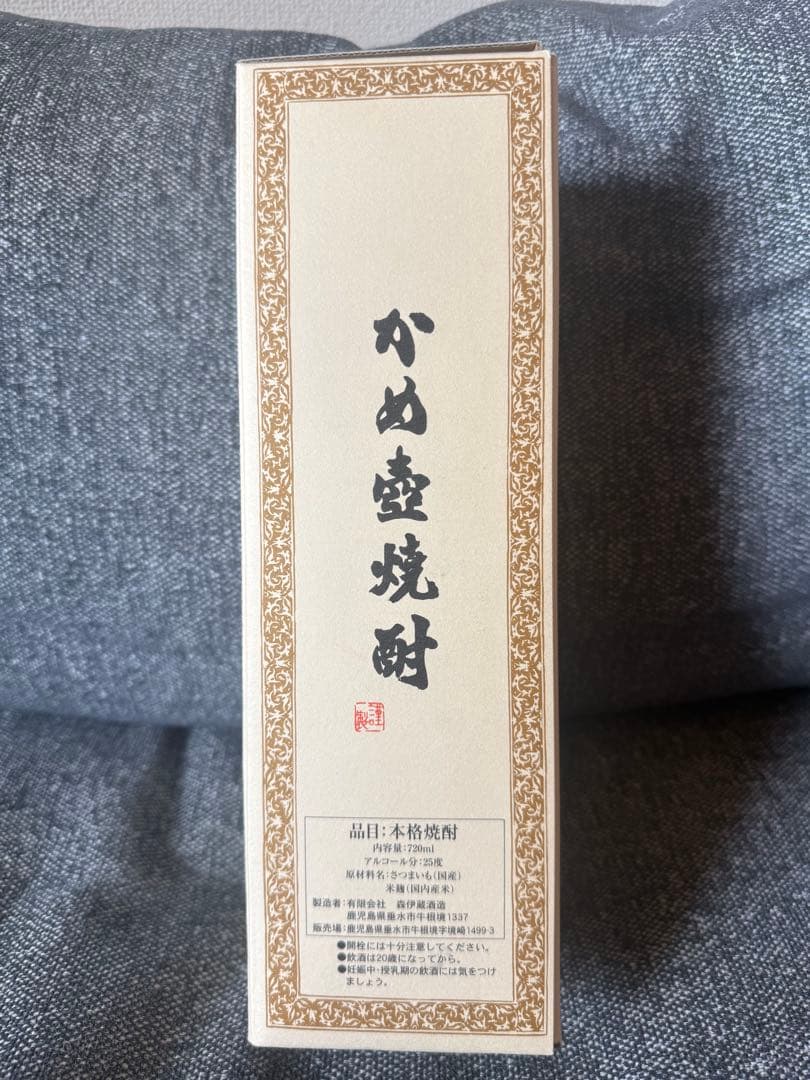 かめ壺焼酎
謹製
品目;本格焼酎
内容量:720ml
アルコール分:25度
原材料名:さつまいも(国産)
米麹(国内産米)
製造者:有限会社 森伊蔵酒造
鹿児島県垂水市牛根境1337
販売場:鹿児島県垂水市牛根境字境崎1499-3
●開栓には十分注意してください。
●飲酒は20歳になってから。
●妊娠中・授乳期の飲酒には気をつけ
ましょう。